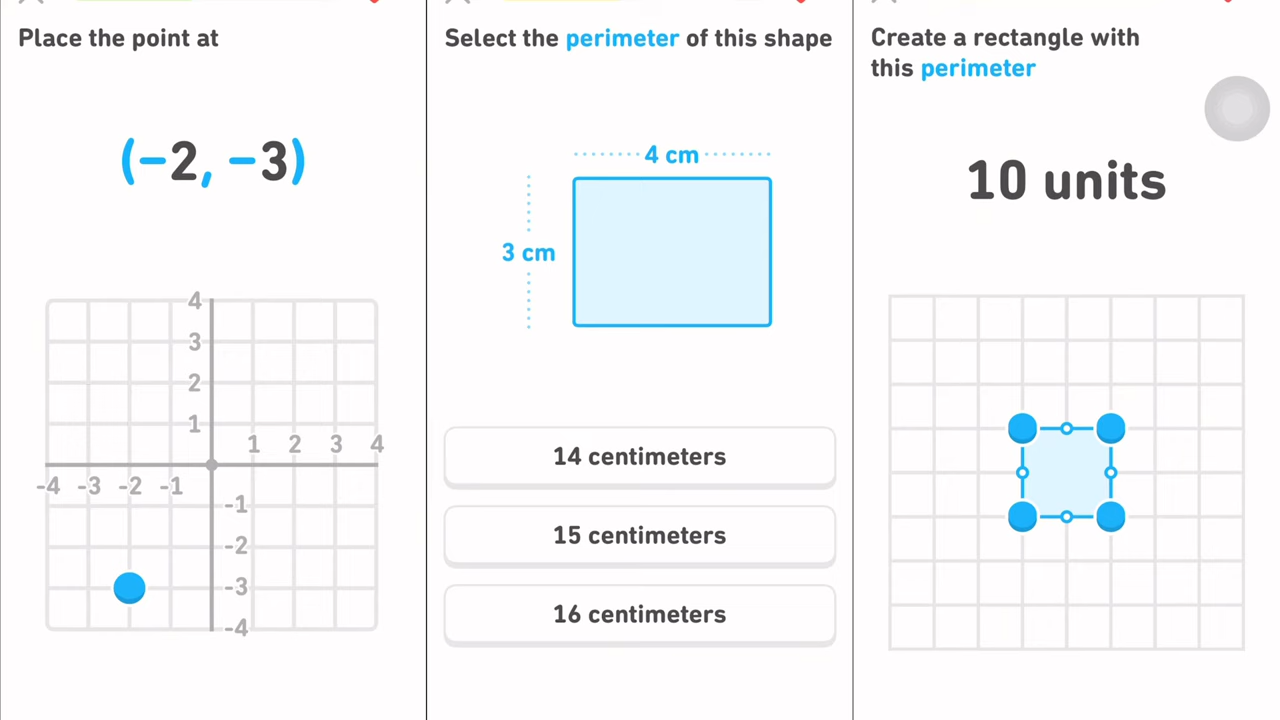 Place the point at
(−2, −3)
4
3
2
1
1 2 3 4
-4 -3 -2 -1
-1
-2
-3
-4
Select the perimeter of this shape
4 cm
3 cm
14 centimeters
15 centimeters
16 centimeters
Create a rectangle with
this perimeter
10 units